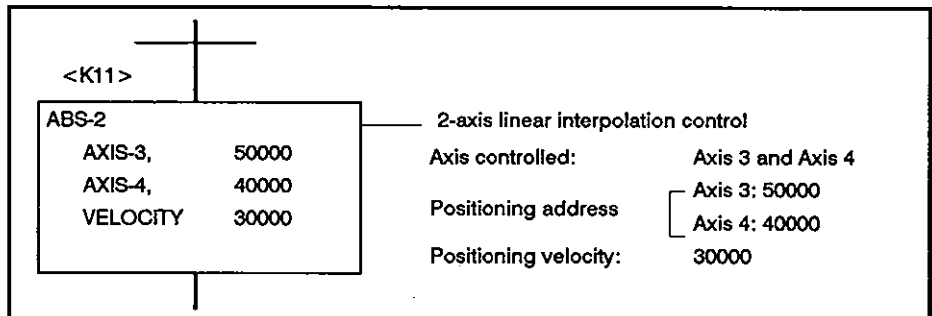 <K11>
ABS-2
AXIS-3, 50000
AXIS-4, 40000
VELOCITY 30000
2-axis linear interpolation control
Axis controlled: Axis 3 and Axis 4
Positioning address
Axis 3: 50000
Axis 4: 40000
Positioning velocity: 30000